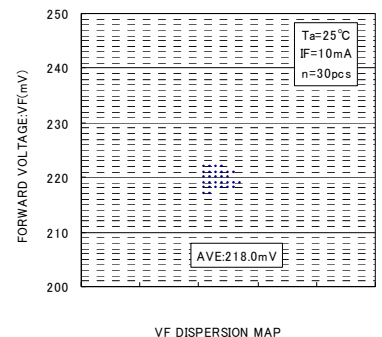 250
240
230
220
210
200
FORWARD VOLTAGE:VF(mV)
Ta=25°C
IF=10mA
n=30pcs
AVE:218.0mV
VF DISPERSION MAP